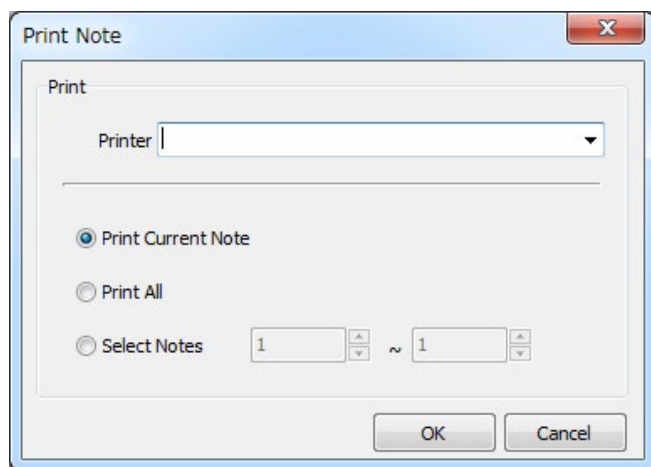 Print Note
Print
Printer
Print Current Note
Print All
Select Notes 1 ~ 1
OK Cancel